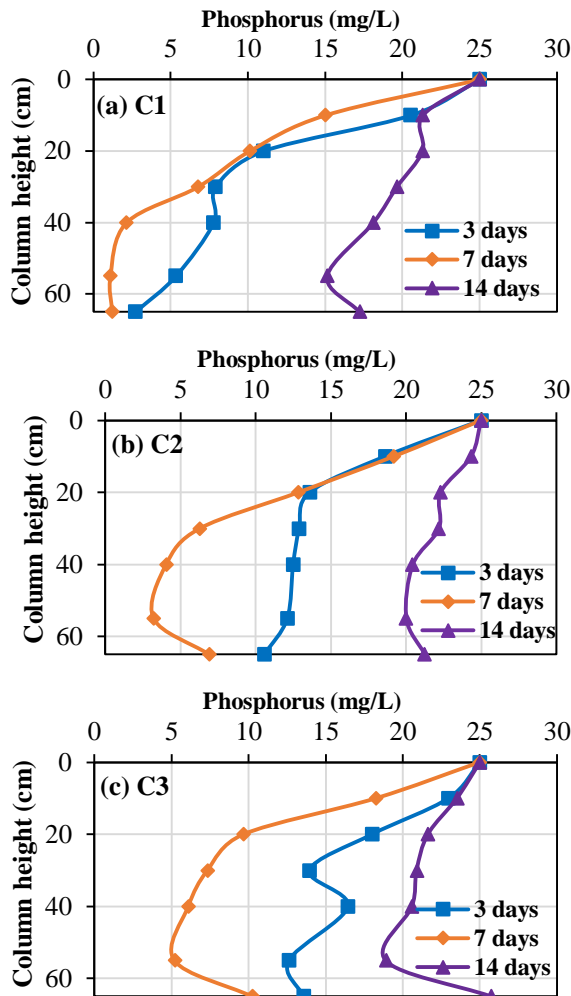 Phosphorus (mg/L)
0 5 10 15 20 25 30
Column height (cm)
0
20
40
60
(a) C1
3 days
7 days
14 days
Phosphorus (mg/L)
0 5 10 15 20 25 30
Column height (cm)
0
20
40
60
(b) C2
3 days
7 days
14 days
Phosphorus (mg/L)
0 5 10 15 20 25 30
Column height (cm)
0
20
40
60
(c) C3
3 days
7 days
14 days